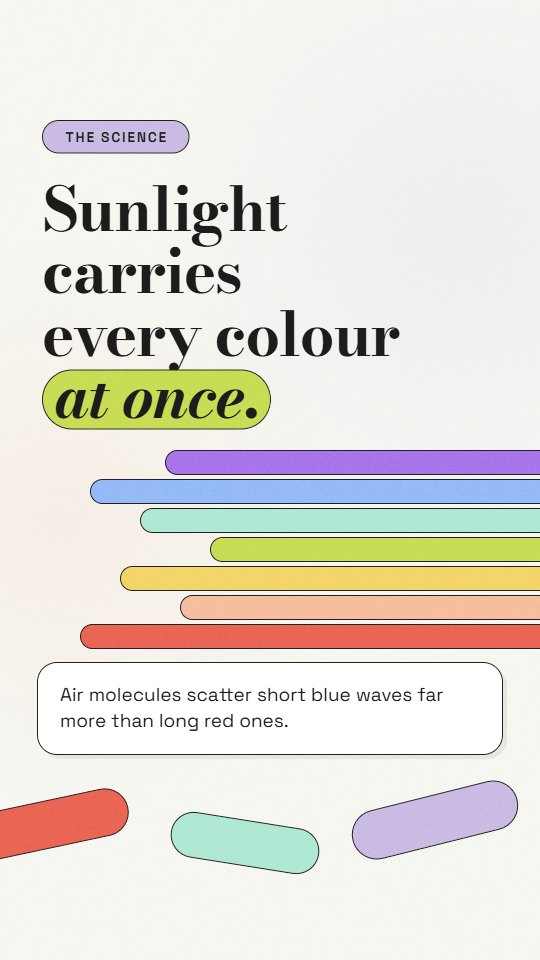 THE SCIENCE
Sunlight
carries
every colour
at once.
Air molecules scatter short blue waves far
more than long red ones.